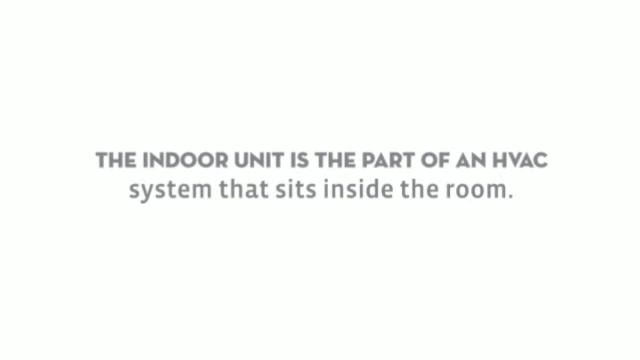 THE INDOOR UNIT IS THE PART OF AN HVAC
system that sits inside the room.